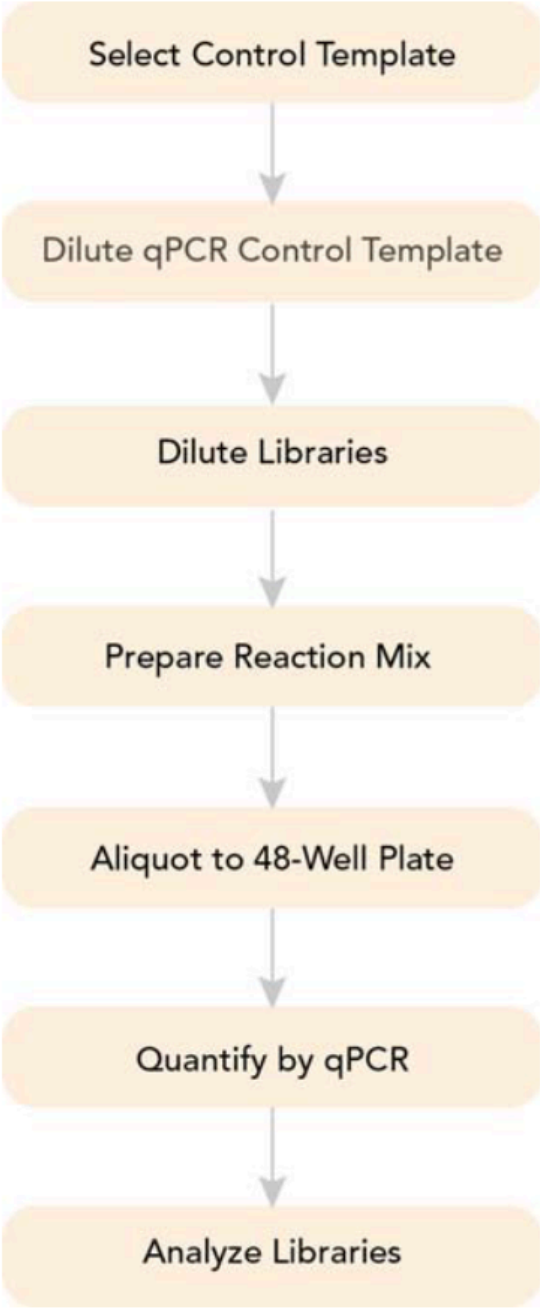 Select Control Template
Dilute qPCR Control Template
Dilute Libraries
Prepare Reaction Mix
Aliquot to 48-Well Plate
Quantify by qPCR
Analyze Libraries